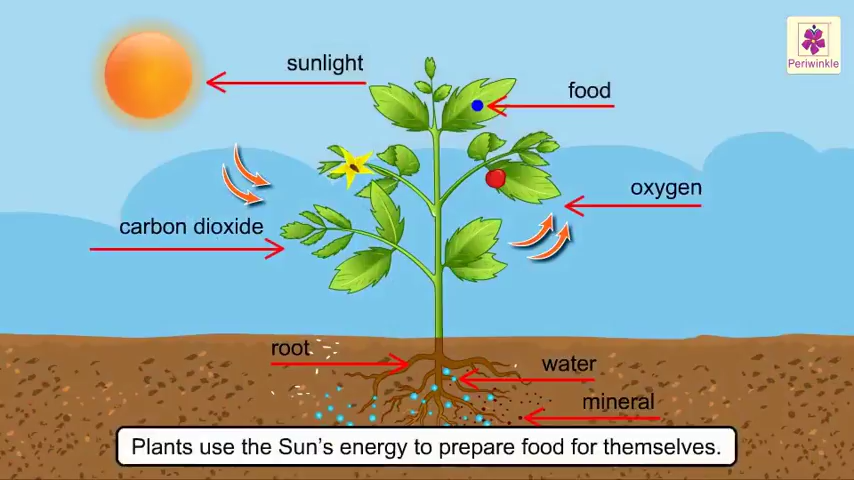 Periwinkle
sunlight
food
oxygen
carbon dioxide
root
water
mineral
Plants use the Sun's energy to prepare food for themselves.